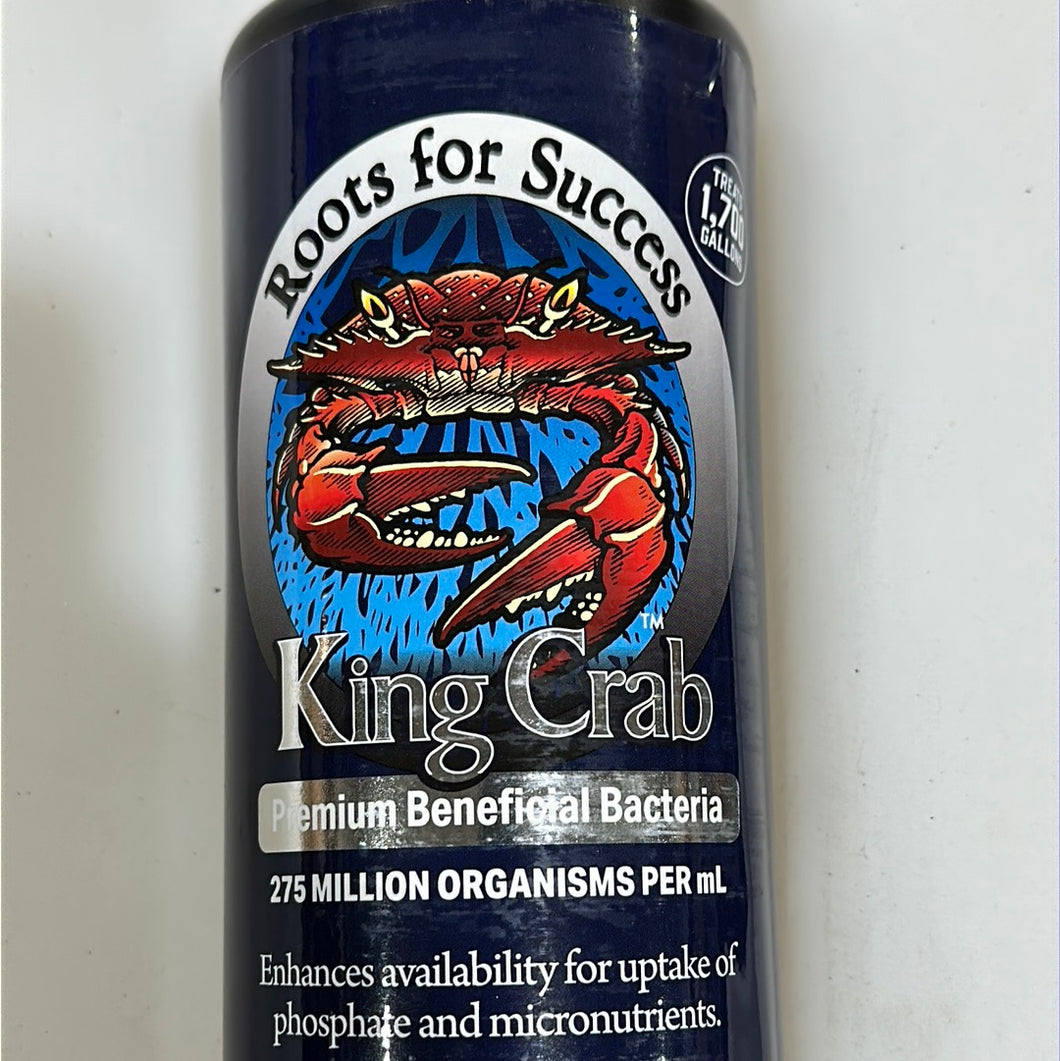 Roots for Success
TREATS
1,700
GALLONS
King Crab™
Premium Beneficial Bacteria
275 MILLION ORGANISMS PER mL
Enhances availability for uptake of
phosphate and micronutrients.